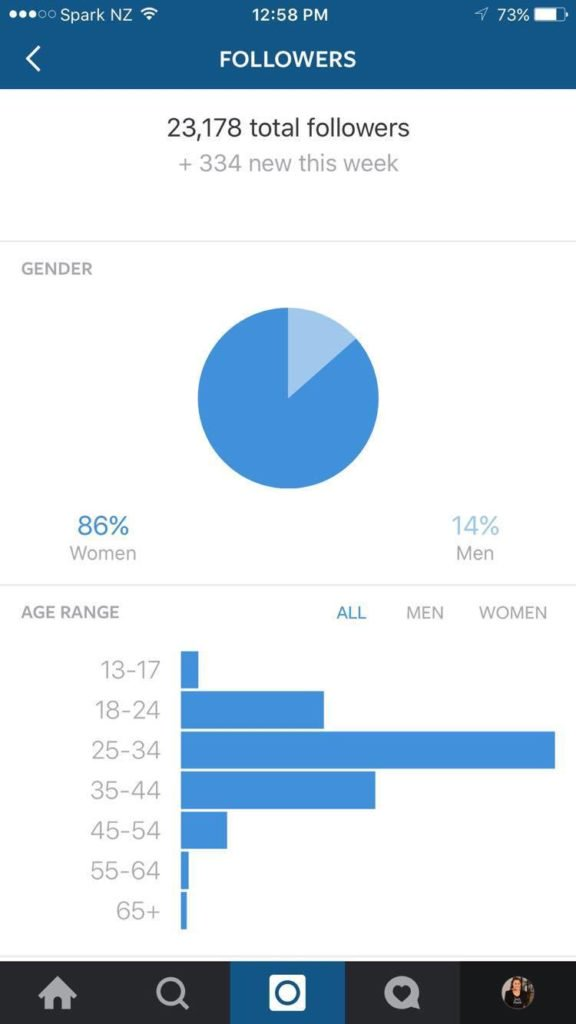 Spark NZ 12:58 PM 73%
FOLLOWERS
23,178 total followers
+ 334 new this week
GENDER
86% 14%
Women Men
AGE RANGE ALL MEN WOMEN
13-17
18-24
25-34
35-44
45-54
55-64
65+